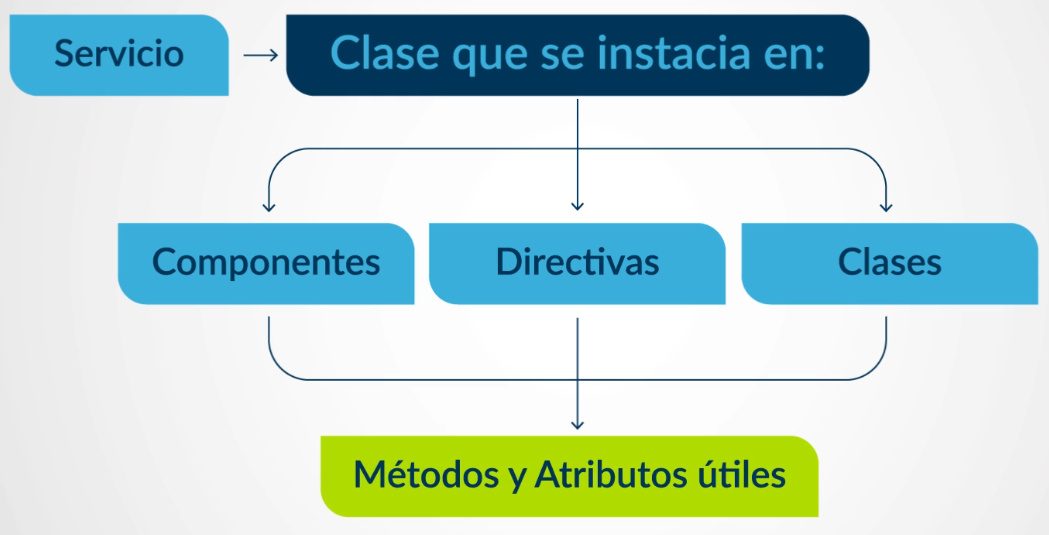 Servicio
Clase que se instacia en:
Componentes
Directivas
Clases
Métodos y Atributos útiles